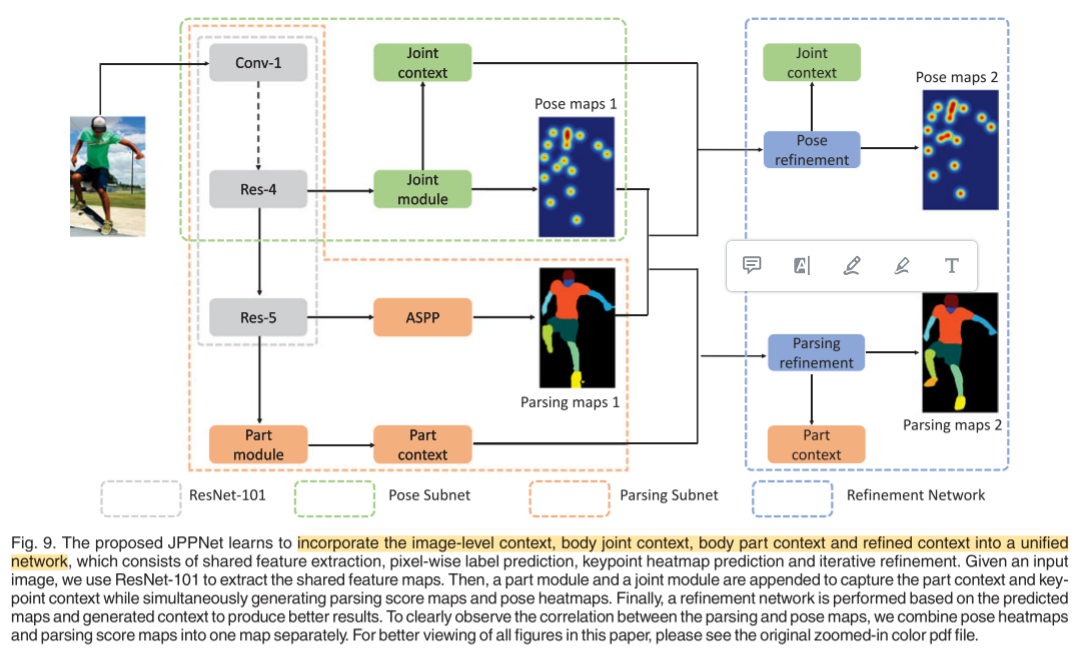 Conv-1
Joint
context
Joint
context
Pose maps 2
Pose maps 1
Pose
refinement
Res-4
Joint
module
A
T
Res-5
ASPP
Parsing
refinement
Parsing maps 1
Parsing maps 2
Part
module
Part
context
Part
context
ResNet-101
Pose Subnet
Parsing Subnet
Refinement Network
Fig. 9. The proposed JPPNet learns to incorporate the image-level context, body joint context, body part context and refined context into a unified
network, which consists of shared feature extraction, pixel-wise label prediction, keypoint heatmap prediction and iterative refinement. Given an input
image, we use ResNet-101 to extract the shared feature maps. Then, a part module and a joint module are appended to capture the part context and key-
point context while simultaneously generating parsing score maps and pose heatmaps. Finally, a refinement network is performed based on the predicted
maps and generated context to produce better results. To clearly observe the correlation between the parsing and pose maps, we combine pose heatmaps
and parsing score maps into one map separately. For better viewing of all figures in this paper, please see the original zoomed-in color pdf file.